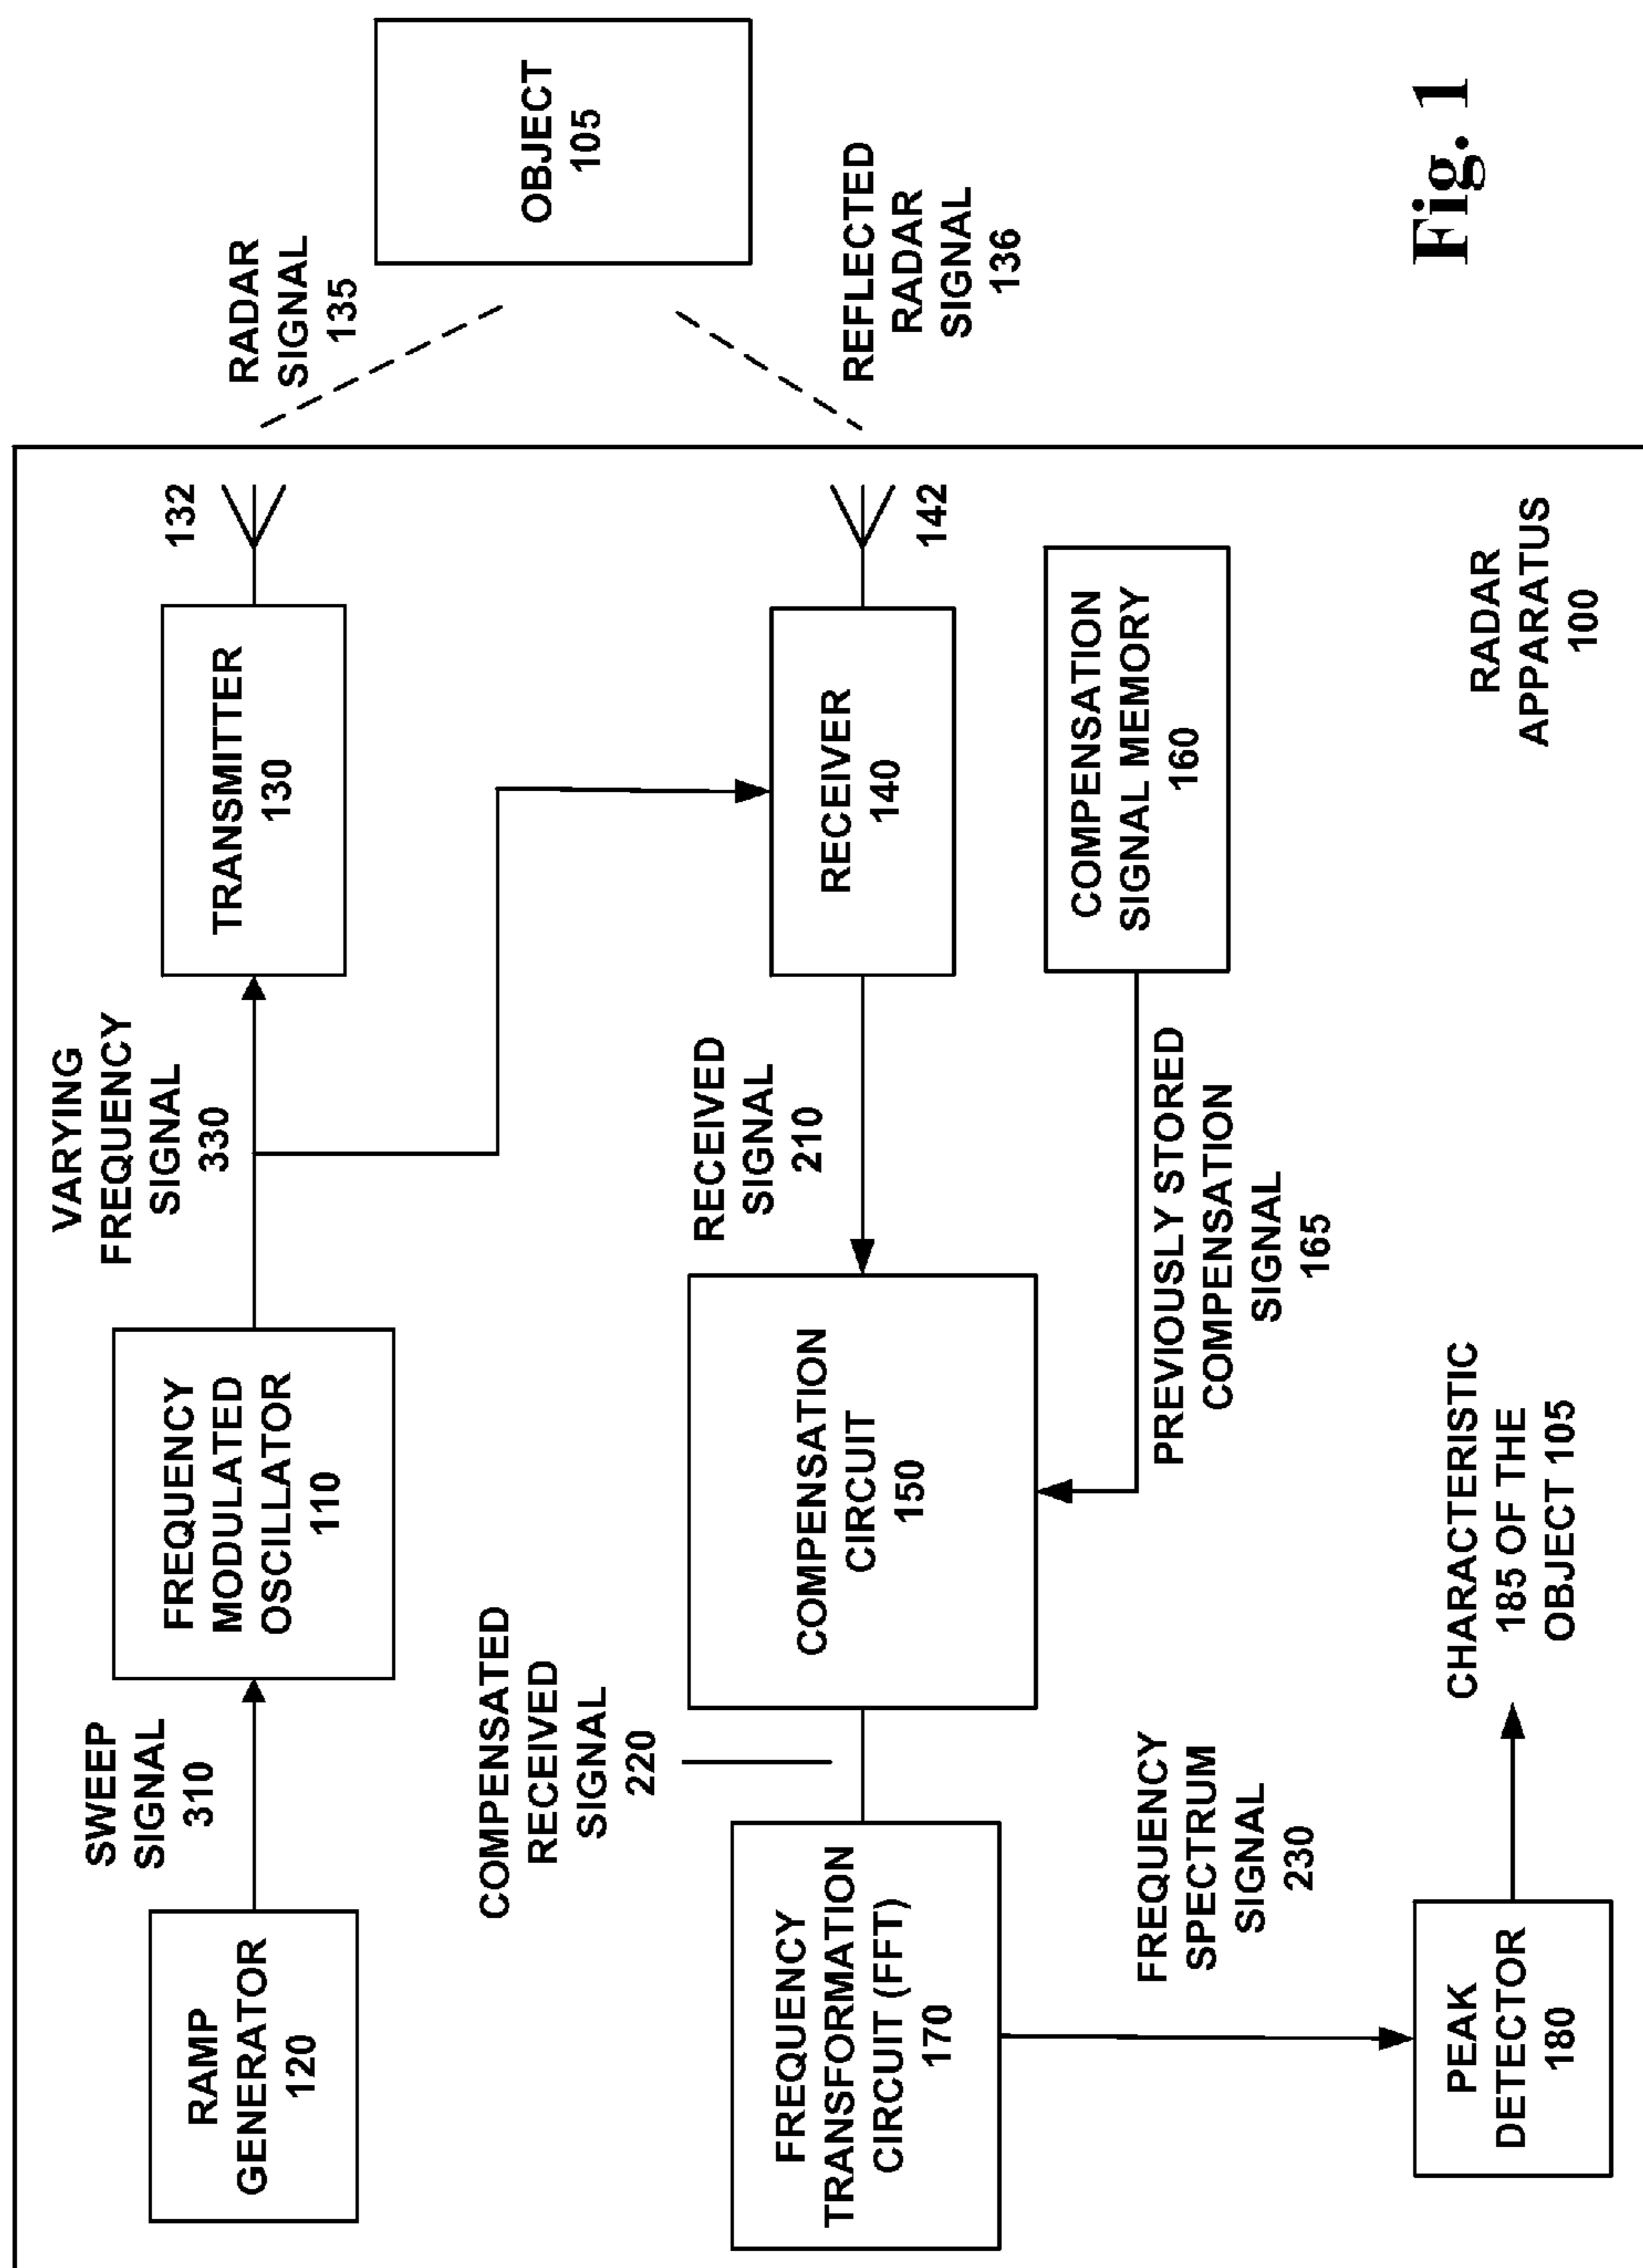 RAMP
GENERATOR
120
SWEEP
SIGNAL
310
FREQUENCY
MODULATED
OSCILLATOR
110
VARYING
FREQUENCY
SIGNAL
330
TRANSMITTER
130
132
RADAR
SIGNAL
135
OBJECT
105
REFLECTED
RADAR
SIGNAL
136
142
RECEIVER
140
RECEIVED
SIGNAL
210
COMPENSATION
SIGNAL MEMORY
160
PREVIOUSLY STORED
COMPENSATION
SIGNAL
165
COMPENSATION
CIRCUIT
150
COMPENSATED
RECEIVED
SIGNAL
220
FREQUENCY
TRANSFORMATION
CIRCUIT (FFT)
170
FREQUENCY
SPECTRUM
SIGNAL
230
PEAK
DETECTOR
180
CHARACTERISTIC
185 OF THE
OBJECT 105
RADAR
APPARATUS
100
Fig. 1